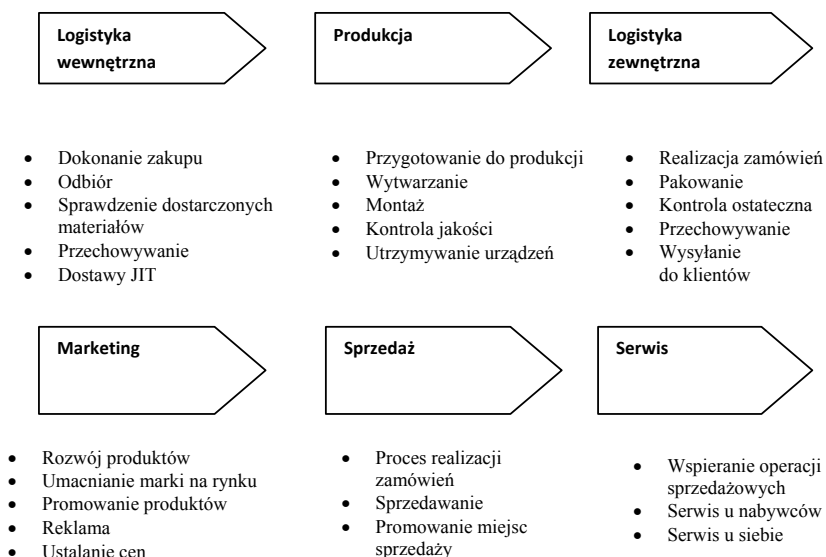 Logistyka
wewnętrzna
Produkcja
Logistyka
zewnętrzna
• Dokonanie zakupu
• Odbiór
• Sprawdzenie dostarczonych
materiałów
• Przechowywanie
• Dostawy JIT
• Przygotowanie do produkcji
• Wytwarzanie
• Montaż
• Kontrola jakości
• Utrzymywanie urządzeń
• Realizacja zamówień
• Pakowanie
• Kontrola ostateczna
• Przechowywanie
• Wysyłanie
do klientów
Marketing
Sprzedaż
Serwis
• Rozwój produktów
• Umacnianie marki na rynku
• Promowanie produktów
• Reklama
• Ustalanie cen
• Proces realizacji
zamówień
• Sprzedawanie
• Promowanie miejsc
sprzedaży
• Wspieranie operacji
sprzedażowych
• Serwis u nabywców
• Serwis u siebie